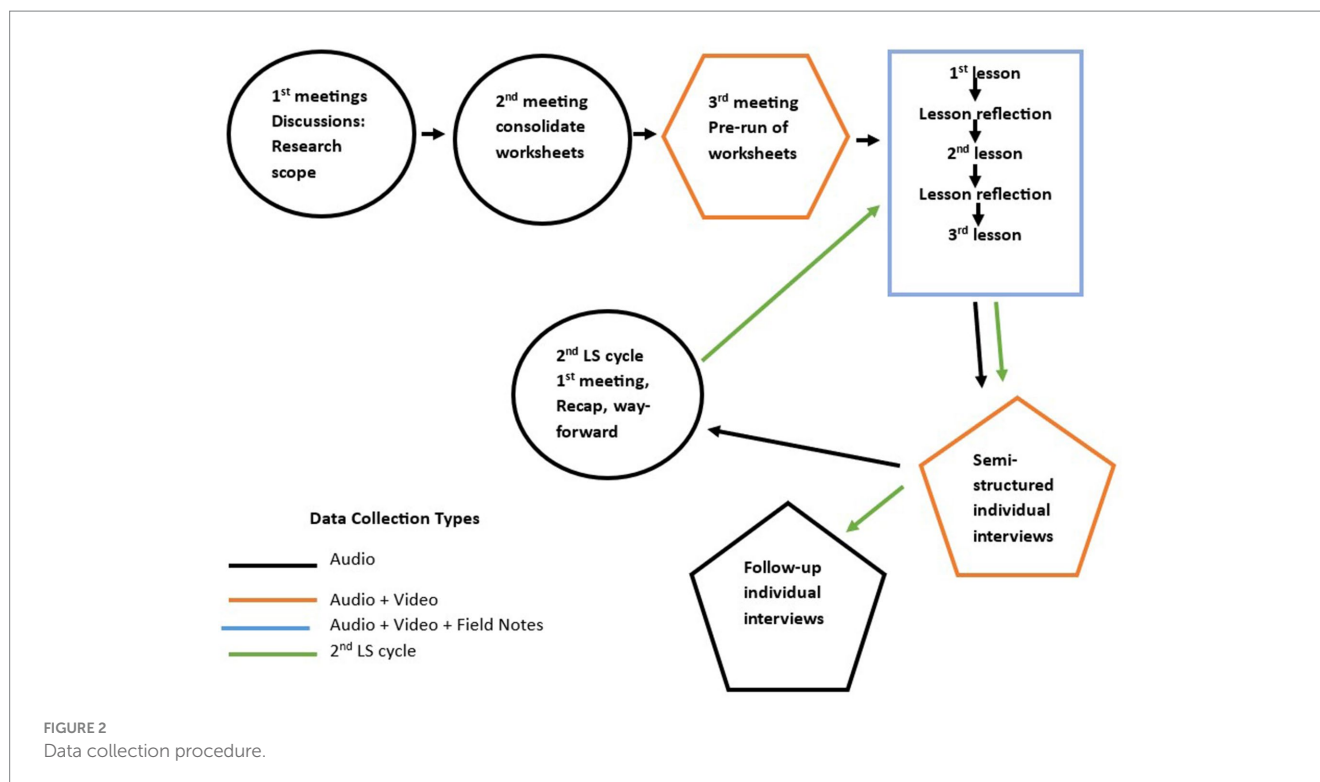 1st meetings
Discussions:
Research
scope
2nd meeting
consolidate
worksheets
3rd meeting
Pre-run of
worksheets
1st lesson
Lesson reflection
2nd lesson
Lesson reflection
3rd lesson
2nd LS cycle
1st meeting,
Recap, way-
forward
Semi-
structured
individual
interviews
Follow-up
individual
interviews
Data Collection Types
Audio
Audio + Video
Audio + Video + Field Notes
2nd LS cycle
FIGURE 2
Data collection procedure.